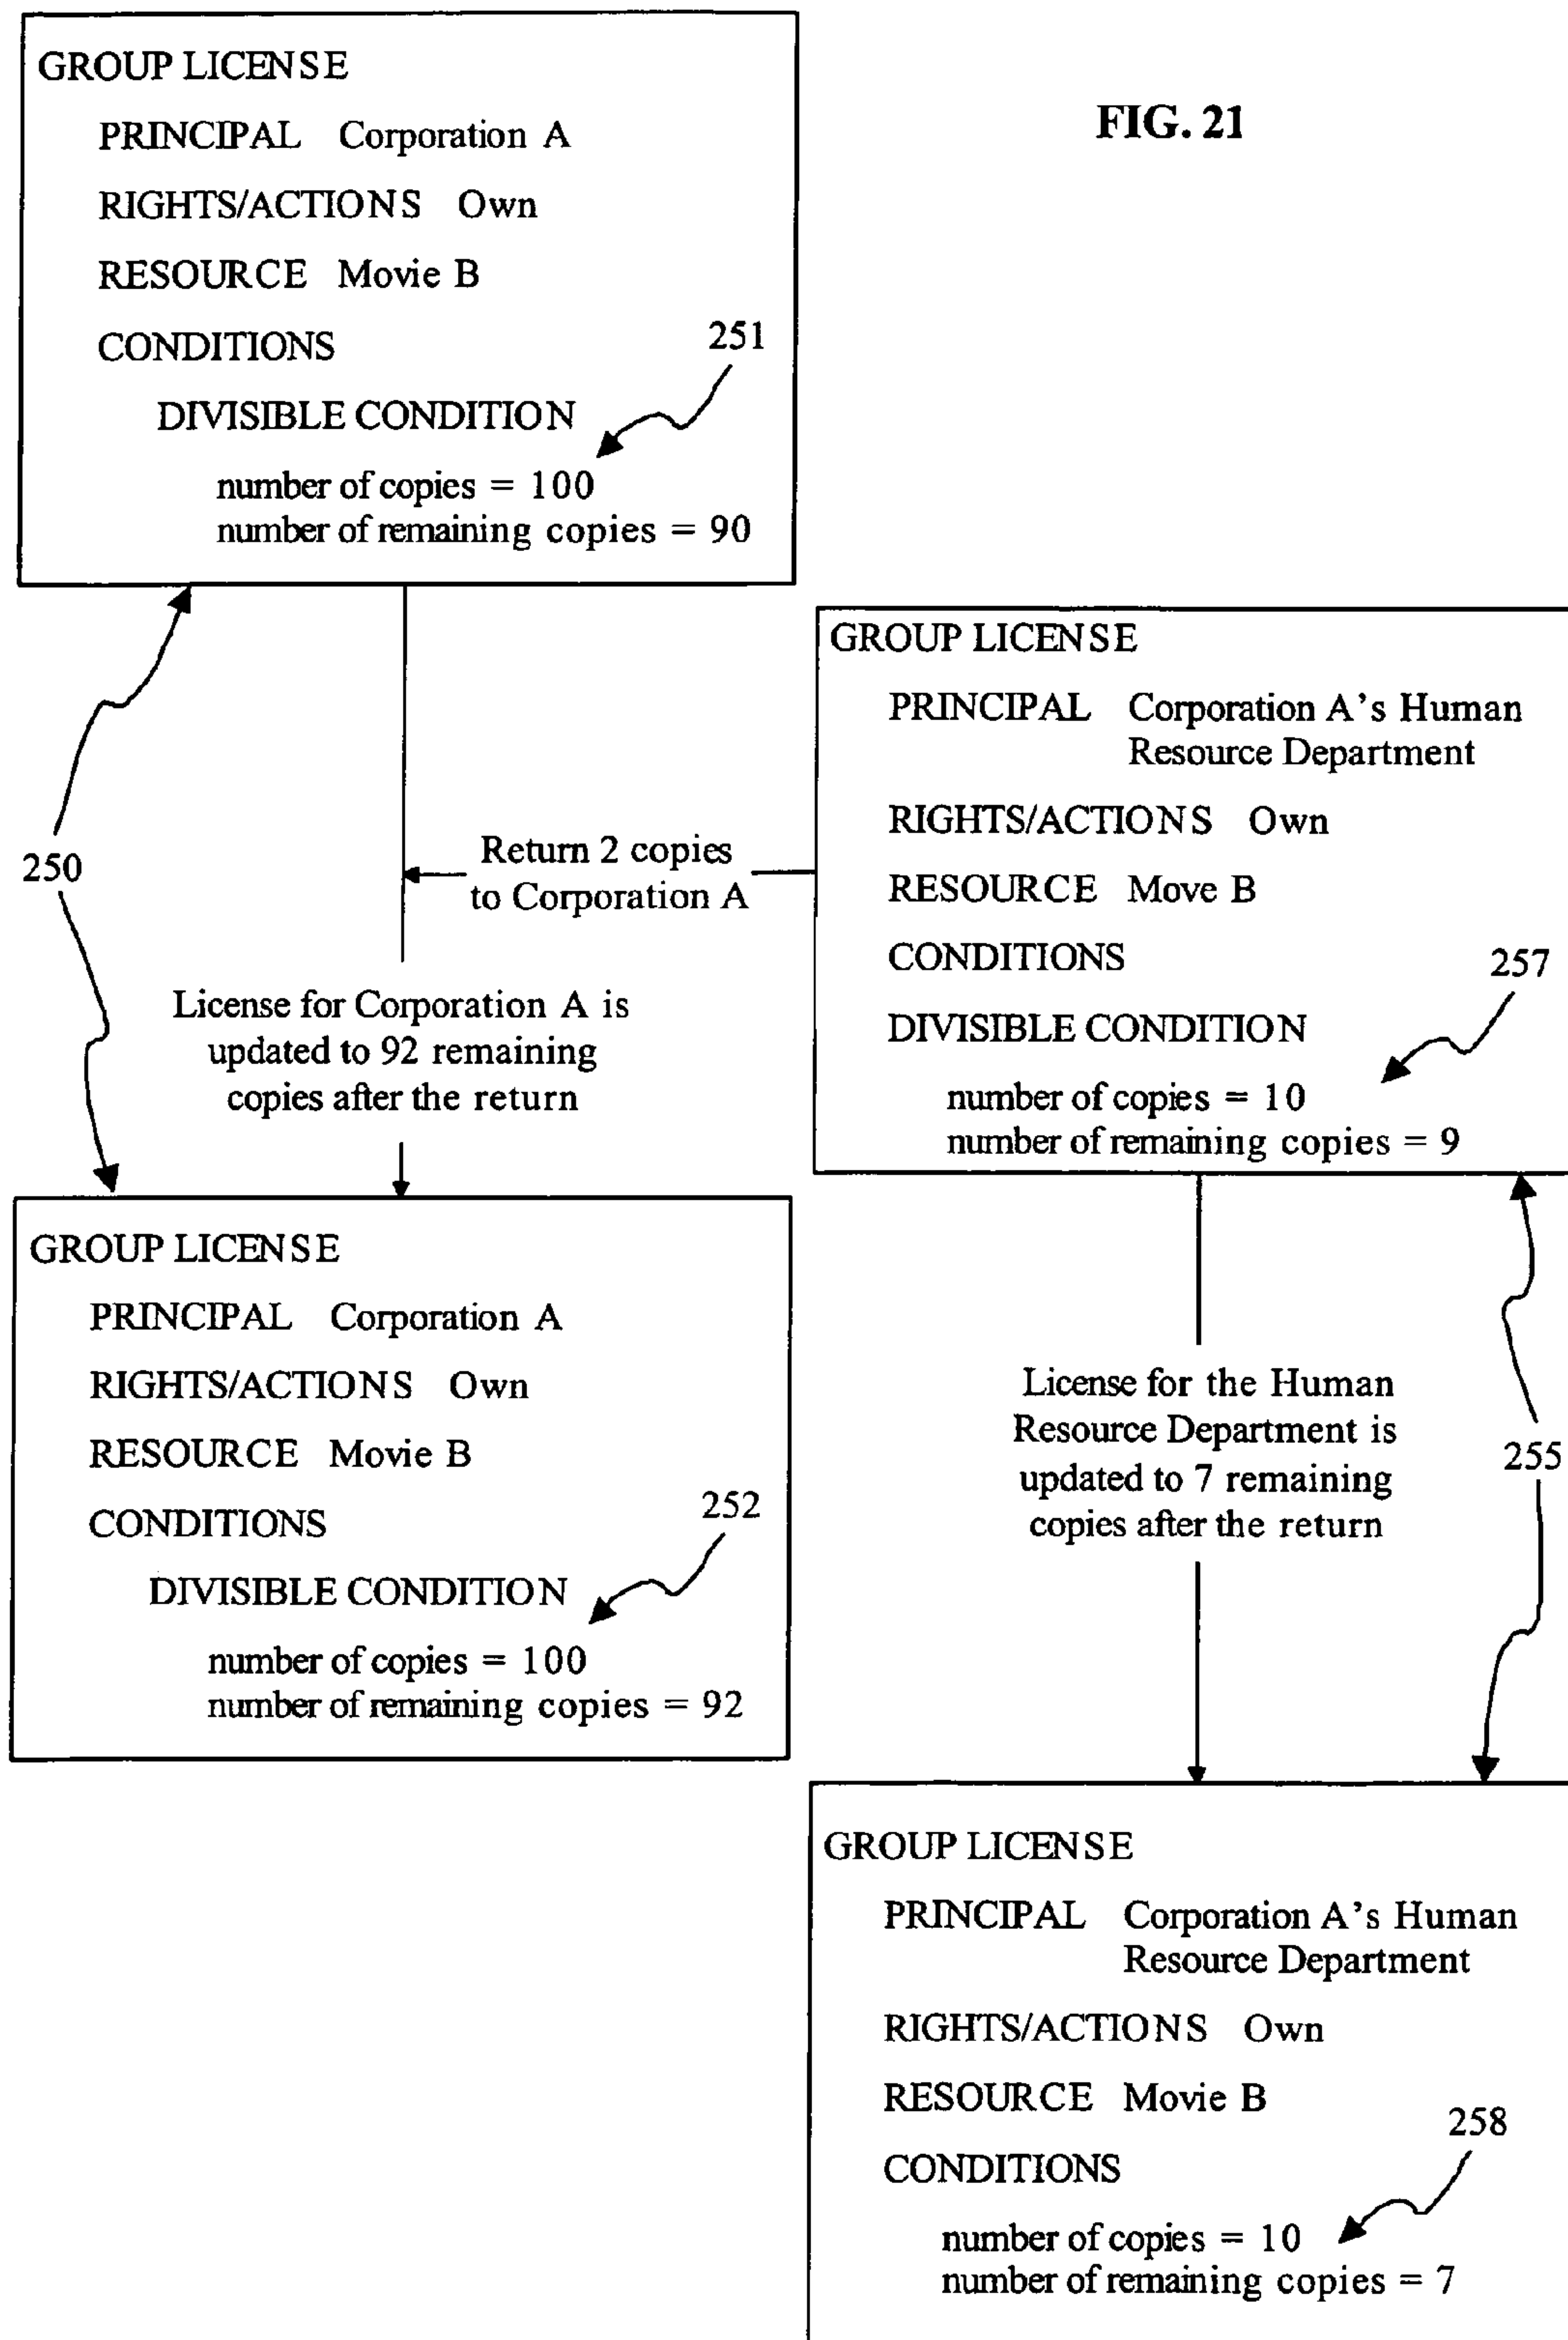 FIG. 21
GROUP LICENSE
PRINCIPAL Corporation A
RIGHTS/ACTIONS Own
RESOURCE Movie B
CONDITIONS
251
DIVISIBLE CONDITION
number of copies = 100
number of remaining copies = 90
250
Return 2 copies
to Corporation A
License for Corporation A is
updated to 92 remaining
copies after the return
GROUP LICENSE
PRINCIPAL Corporation A's Human
Resource Department
RIGHTS/ACTIONS Own
RESOURCE Move B
CONDITIONS
257
DIVISIBLE CONDITION
number of copies = 10
number of remaining copies = 9
GROUP LICENSE
PRINCIPAL Corporation A
RIGHTS/ACTIONS Own
RESOURCE Movie B
CONDITIONS
252
DIVISIBLE CONDITION
number of copies = 100
number of remaining copies = 92
License for the Human
Resource Department is
updated to 7 remaining
copies after the return
255
GROUP LICENSE
PRINCIPAL Corporation A's Human
Resource Department
RIGHTS/ACTIONS Own
RESOURCE Movie B
CONDITIONS
258
number of copies = 10
number of remaining copies = 7